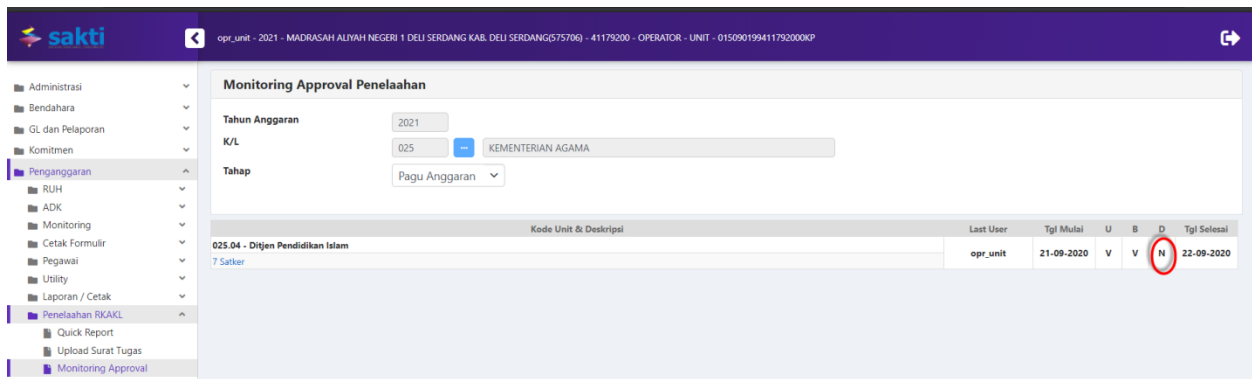 sakti
opr_unit - 2021 - MADRASAH ALIYAH NEGERI 1 DELI SERDANG KAB. DELI SERDANG(575706) - 41179200 - OPERATOR - UNIT - 015090199411792000KP
Administrasi
Bendahara
GL dan Pelaporan
Komitmen
Penganggaran
RUH
ADK
Monitoring
Cetak Formulir
Pegawai
Utility
Laporan / Cetak
Penelaahan RKAKL
Quick Report
Upload Surat Tugas
Monitoring Approval
Monitoring Approval Penelaahan
Tahun Anggaran 2021
K/L 025 ... KEMENTERIAN AGAMA
Tahap Pagu Anggaran
Kode Unit & Deskripsi Last User Tgl Mulai U B D Tgl Selesai
025.04 - Ditjen Pendidikan Islam
7 Satker opr_unit 21-09-2020 V V N 22-09-2020